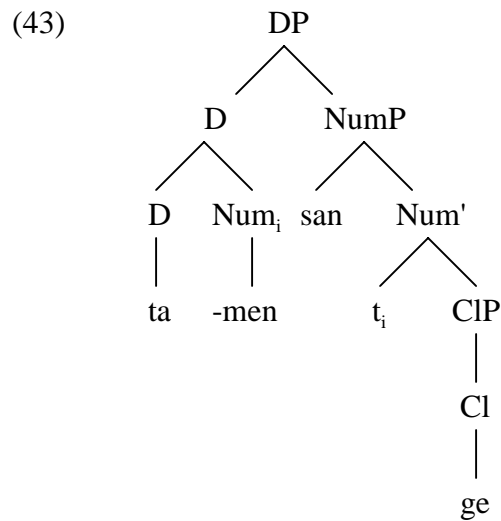 (43) DP
D NumP
D Numi san Num'
ta -men ti ClP
Cl
ge